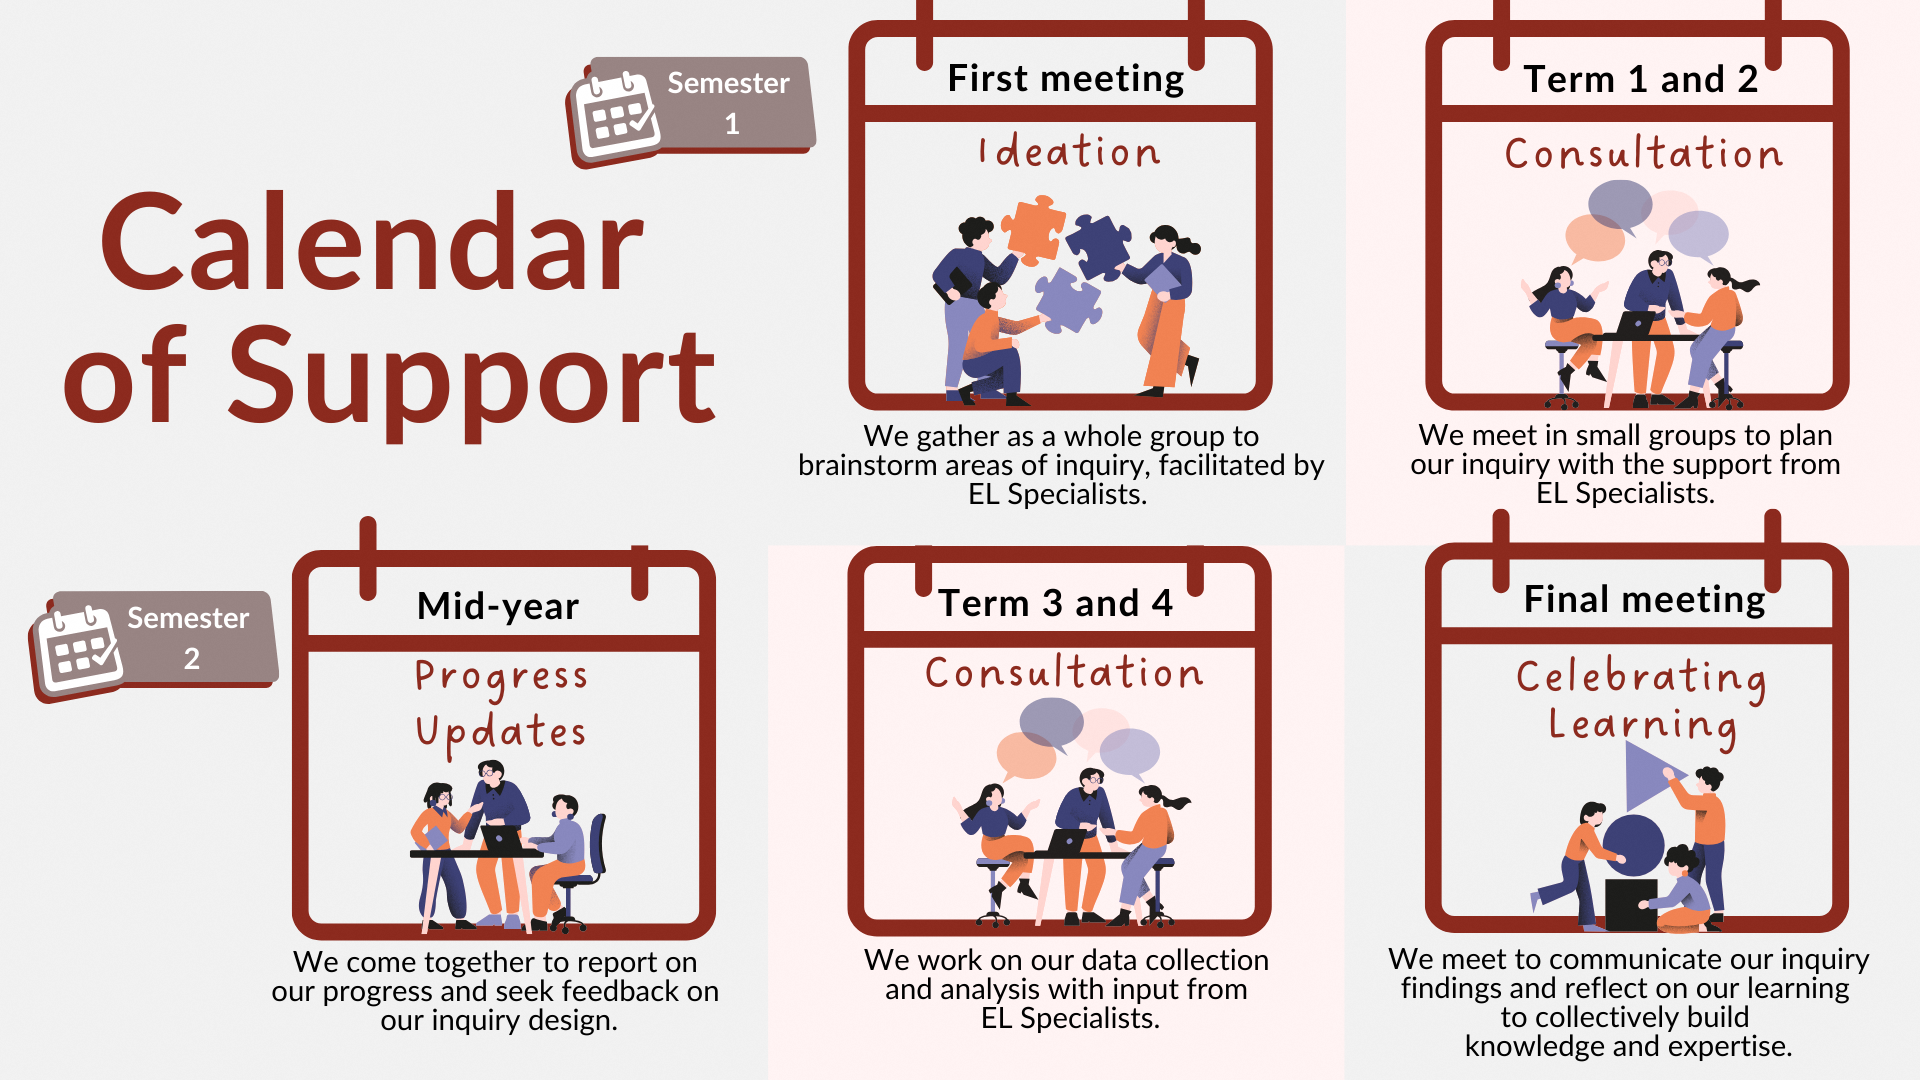 Calendar
of Support
Semester
1
First meeting
Ideation
We gather as a whole group to
brainstorm areas of inquiry, facilitated by
EL Specialists.
Term 1 and 2
Consultation
We meet in small groups to plan
our inquiry with the support from
EL Specialists.
Semester
2
Mid-year
Progress
Updates
We come together to report on
our progress and seek feedback on
our inquiry design.
Term 3 and 4
Consultation
We work on our data collection
and analysis with input from
EL Specialists.
Final meeting
Celebrating
Learning
We meet to communicate our inquiry
findings and reflect on our learning
to collectively build
knowledge and expertise.